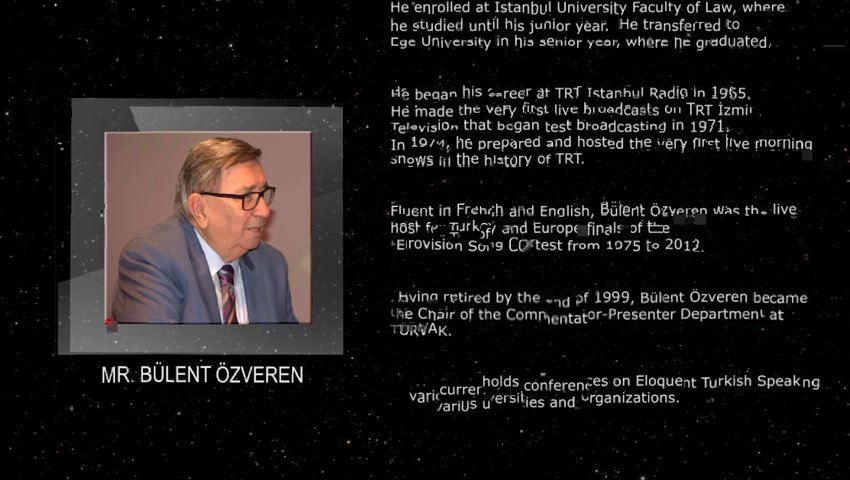 He enrolled at Istanbul University Faculty of Law, where
he studied until his junior year. He transferred to
Ege University in his senior year, where he graduated,
He began his career at TRT Istanbul Radio in 1965.
He made the very first live broadcasts on TRT Izmir
Television that began test broadcasting in 1971.
In 1974, he prepared and hosted the very first live morning
shows in the history of TRT.
Fluent in French and English, Bülent Özveren was the live
host for and Europe finals of the
Eurovision Song Contest from 1975 to 2012.
Having retired by the end of 1999, Bülent Özveren became
the Chair of the Commentator-Presenter Department at
TÜRVAK.
holds conferences on Eloquent Turkish Speaking
various universities and organizations.
MR. BÜLENT ÖZVEREN